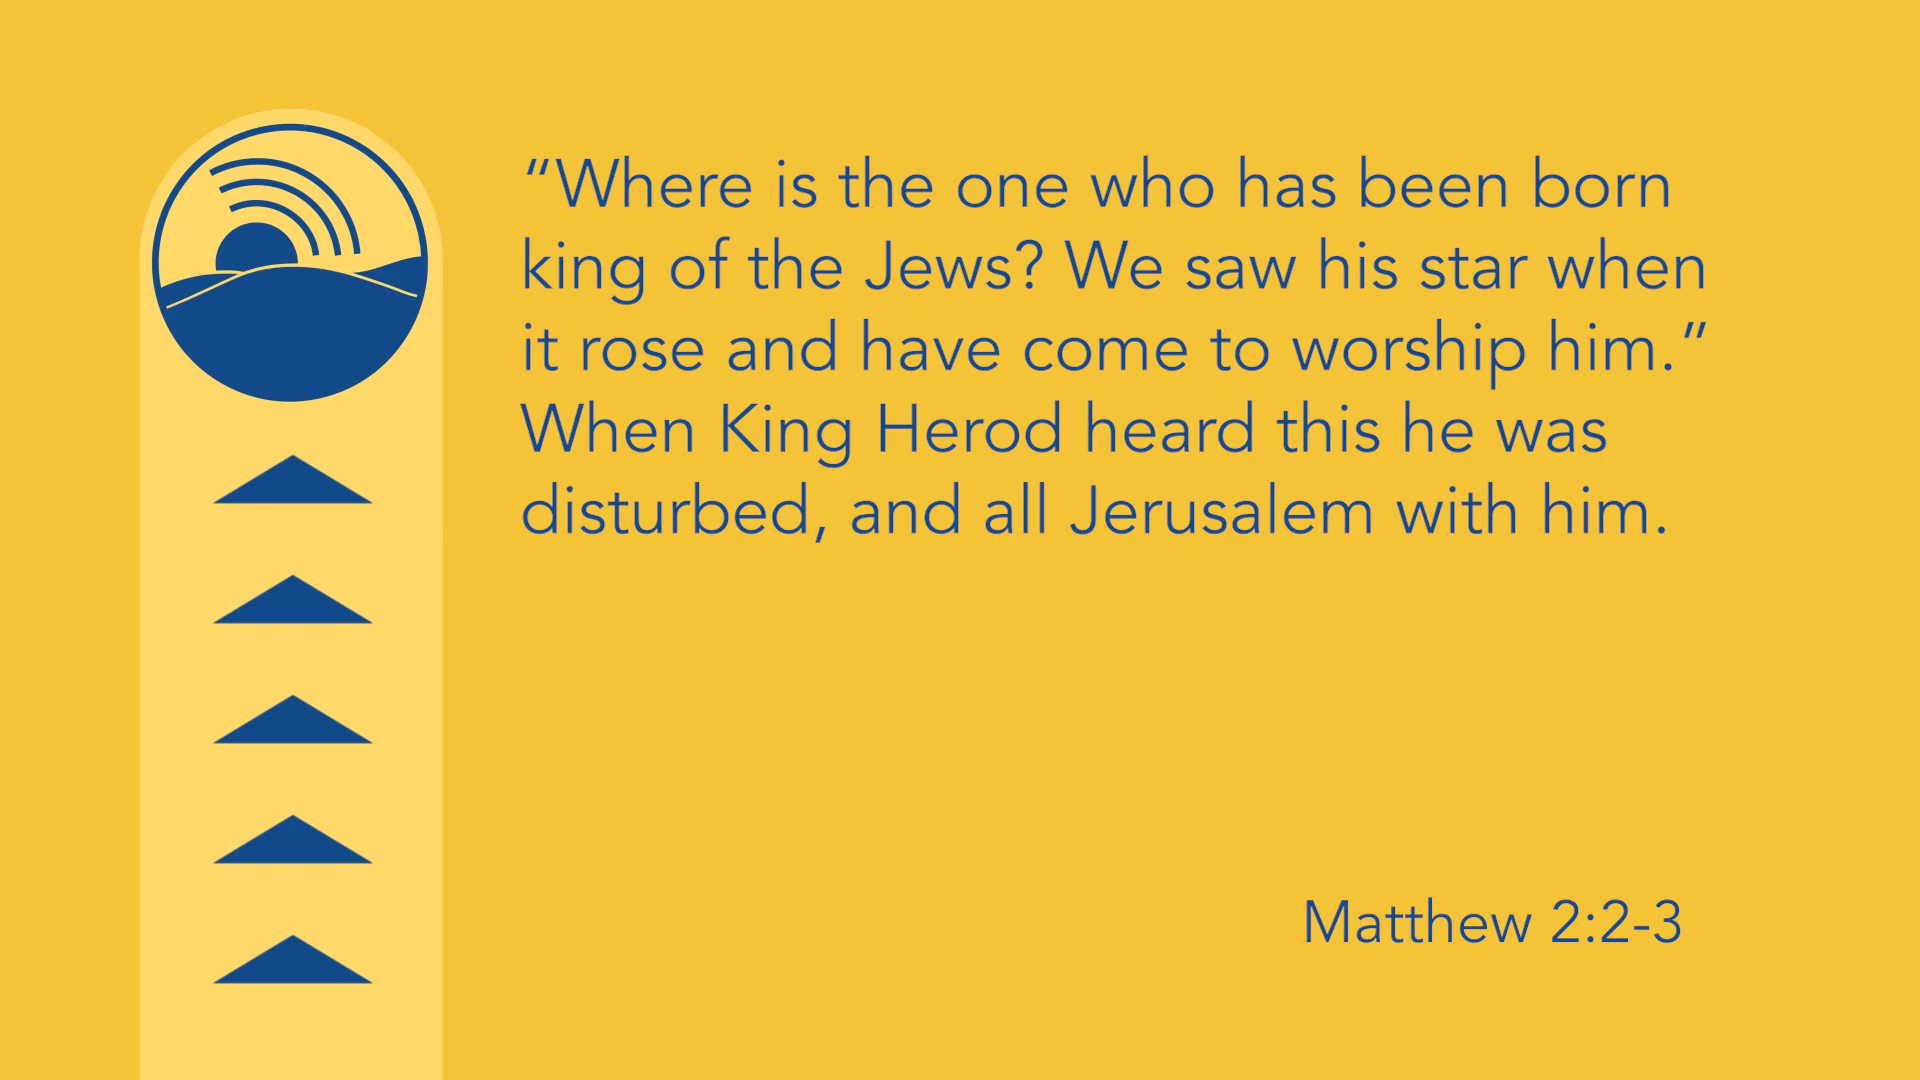 “Where is the one who has been born
king of the Jews? We saw his star when
it rose and have come to worship him.”
When King Herod heard this he was
disturbed, and all Jerusalem with him.
Matthew 2:2-3